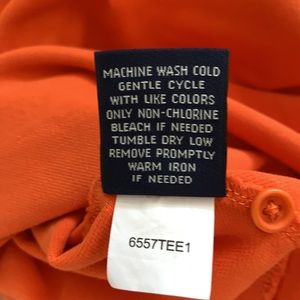 MACHINE WASH COLD
GENTLE CYCLE
WITH LIKE COLORS
ONLY NON-CHLORINE
BLEACH IF NEEDED
TUMBLE DRY LOW
REMOVE PROMPTLY
WARM IRON
IF NEEDED
6557TEE1